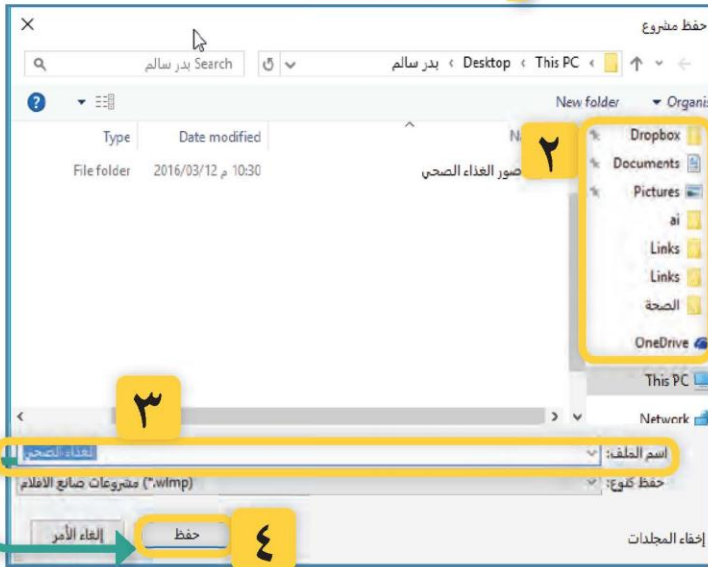 حفظ مشروع
This PC › Desktop › بدر سالم
Search بدر سالم
Organis
New folder
Date modified
Type
صور الغذاء الصحي
2016/03/12 10:30 م
File folder
Dropbox
Documents
Pictures
ai
Links
Links
الصحة
OneDrive
This PC
Network
٢
٣
اسم الملف:
الغذاء الصحي
حفظ كنوع:
مشروعات صانع الافلام (*.wlmp)
إخفاء المجلدات
٤
حفظ
إلغاء الأمر